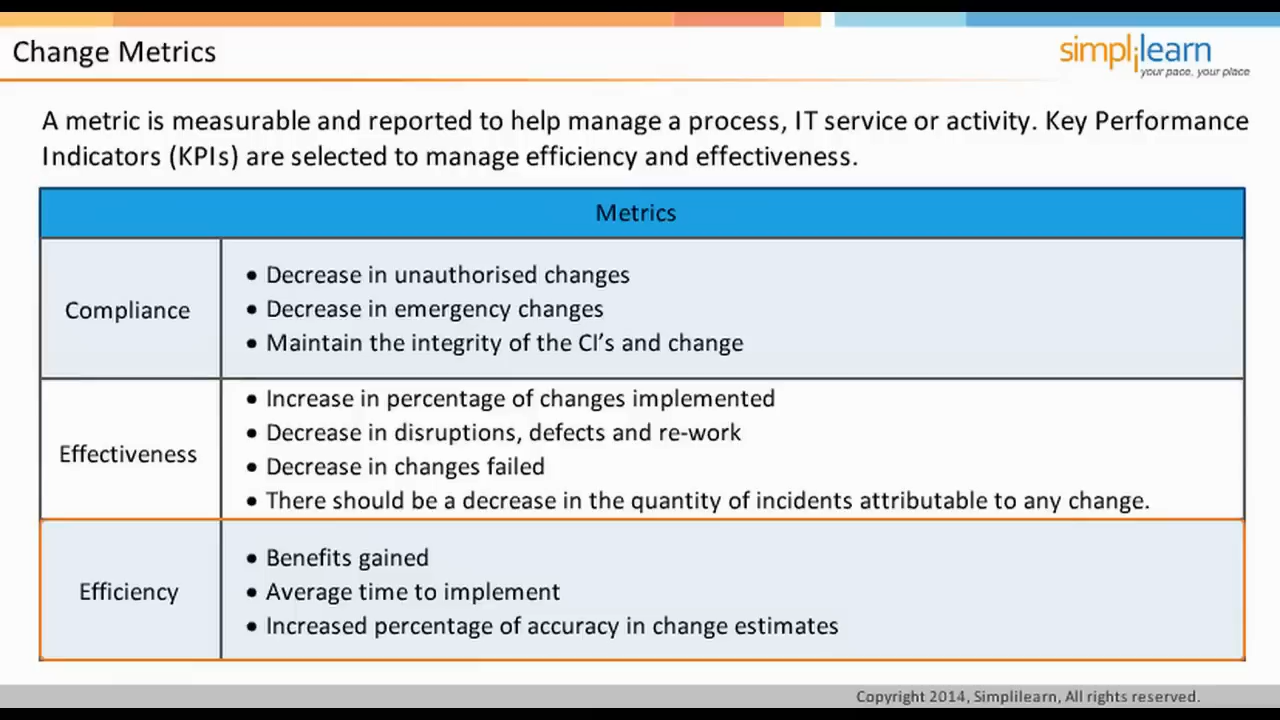 Change Metrics
simplilearn
your pace, your place
A metric is measurable and reported to help manage a process, IT service or activity. Key Performance
Indicators (KPIs) are selected to manage efficiency and effectiveness.
Metrics
Compliance
• Decrease in unauthorised changes
• Decrease in emergency changes
• Maintain the integrity of the CI's and change
Effectiveness
• Increase in percentage of changes implemented
• Decrease in disruptions, defects and re-work
• Decrease in changes failed
• There should be a decrease in the quantity of incidents attributable to any change.
Efficiency
• Benefits gained
• Average time to implement
• Increased percentage of accuracy in change estimates
Copyright 2014, Simplilearn, All rights reserved.